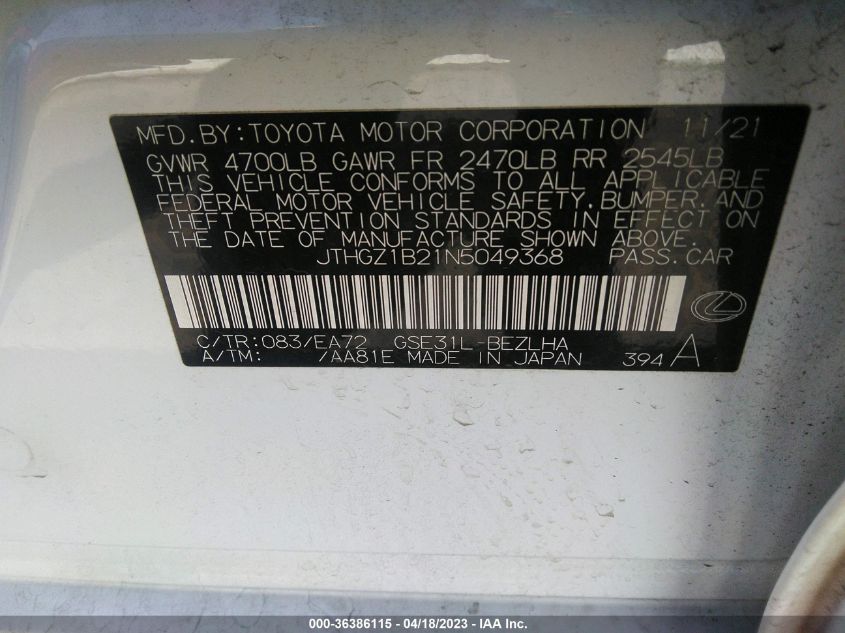 MFD. BY: TOYOTA MOTOR CORPORATION 11/21
GVWR 4700LB GAWR FR 2470LB RR 2545LB
THIS VEHICLE CONFORMS TO ALL APPLICABLE
FEDERAL MOTOR VEHICLE SAFETY, BUMPER, AND
THEFT PREVENTION STANDARDS IN EFFECT ON
THE DATE OF MANUFACTURE SHOWN ABOVE.
JTHGZ1B21N5049368 PASS. CAR
C/TR: 083/EA72 GSE31L-BEZLHA
A/TM: /AA81E MADE IN JAPAN 394 A
000-36386115 - 04/18/2023 - IAA Inc.